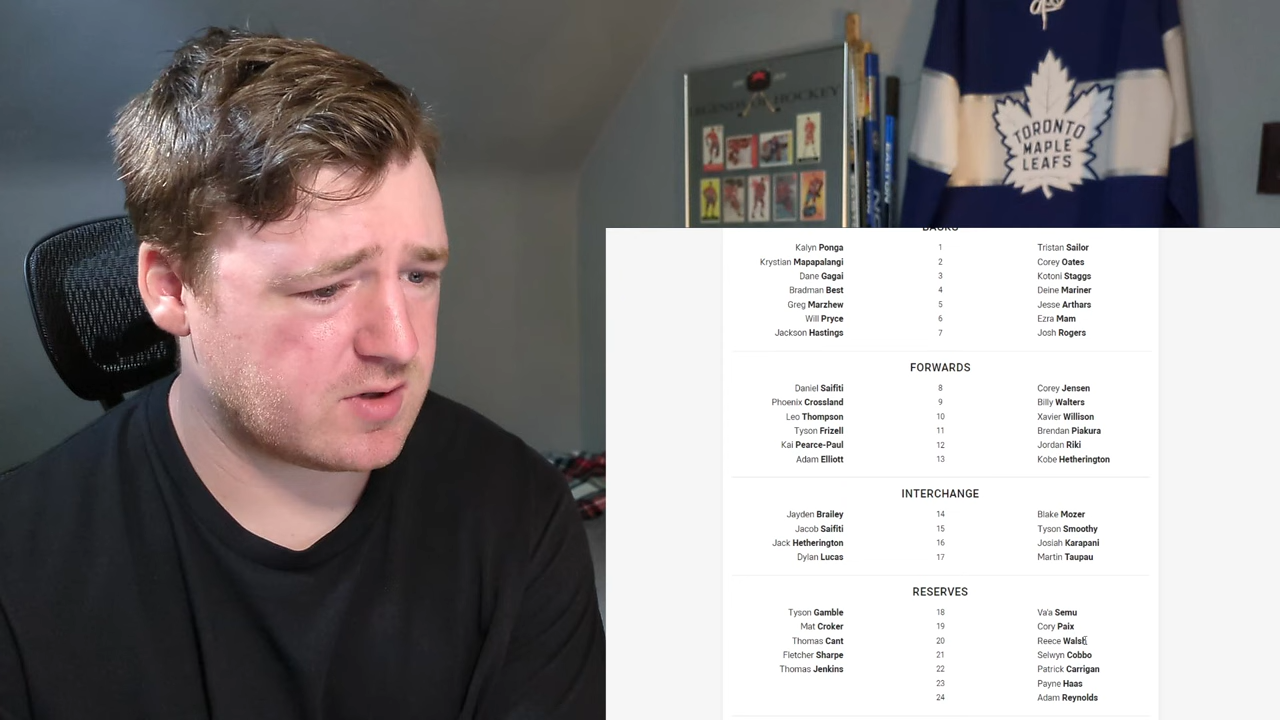 LEGENDS OF HOCKEY
TORONTO
MAPLE
LEAFS
EASTON
BACKS
Kalyn Ponga 1 Tristan Sailor
Krystian Mapapalangi 2 Corey Oates
Dane Gagai 3 Kotoni Staggs
Bradman Best 4 Deine Mariner
Greg Marzhew 5 Jesse Arthars
Will Pryce 6 Ezra Mam
Jackson Hastings 7 Josh Rogers
FORWARDS
Daniel Saifiti 8 Corey Jensen
Phoenix Crossland 9 Billy Walters
Leo Thompson 10 Xavier Willison
Tyson Frizell 11 Brendan Piakura
Kai Pearce-Paul 12 Jordan Riki
Adam Elliott 13 Kobe Hetherington
INTERCHANGE
Jayden Brailey 14 Blake Mozer
Jacob Saifiti 15 Tyson Smoothy
Jack Hetherington 16 Josiah Karapani
Dylan Lucas 17 Martin Taupau
RESERVES
Tyson Gamble 18 Va'a Semu
Mat Croker 19 Cory Paix
Thomas Cant 20 Reece Walsh
Fletcher Sharpe 21 Selwyn Cobbo
Thomas Jenkins 22 Patrick Carrigan
23 Payne Haas
24 Adam Reynolds